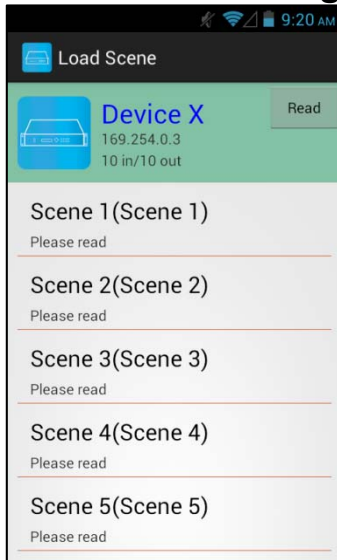 9:20 AM
Load Scene
Device X
Read
169.254.0.3
10 in/10 out
Scene 1(Scene 1)
Please read
Scene 2(Scene 2)
Please read
Scene 3(Scene 3)
Please read
Scene 4(Scene 4)
Please read
Scene 5(Scene 5)
Please read